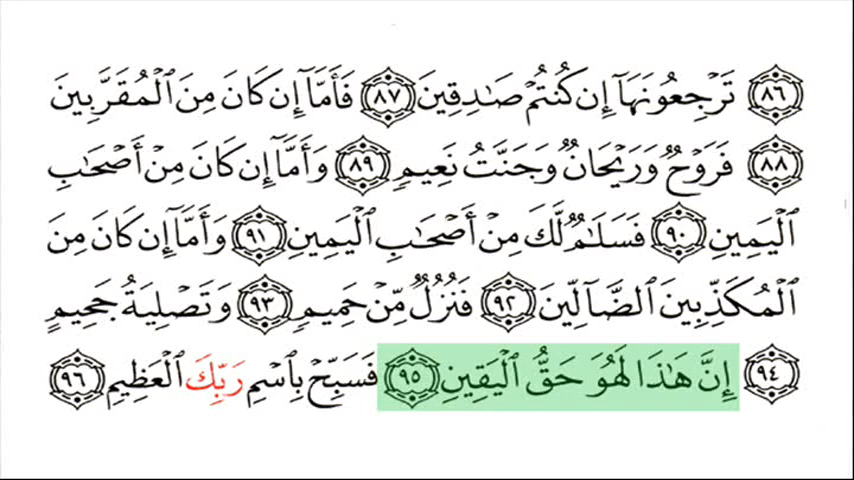 ٨٦ تَرۡجِعُونَهَآ إِن كُنتُمۡ صَٰدِقِينَ ٨٧ فَأَمَّآ إِن كَانَ مِنَ ٱلۡمُقَرَّبِينَ
٨٨ فَرَوۡحٞ وَرَيۡحَانٞ وَجَنَّتُ نَعِيمٖ ٨٩ وَأَمَّآ إِن كَانَ مِنۡ أَصۡحَٰبِ
ٱلۡيَمِينِ ٩٠ فَسَلَٰمٞ لَّكَ مِنۡ أَصۡحَٰبِ ٱلۡيَمِينِ ٩١ وَأَمَّآ إِن كَانَ مِنَ
ٱلۡمُكَذِّبِينَ ٱلضَّآلِّينَ ٩٢ فَنُزُلٞ مِّنۡ حَمِيمٖ ٩٣ وَتَصۡلِيَةُ جَحِيمٍ
٩٤ إِنَّ هَٰذَا لَهُوَ حَقُّ ٱلۡيَقِينِ ٩٥ فَسَبِّحۡ بِٱسۡمِ رَبِّكَ ٱلۡعَظِيمِ ٩٦